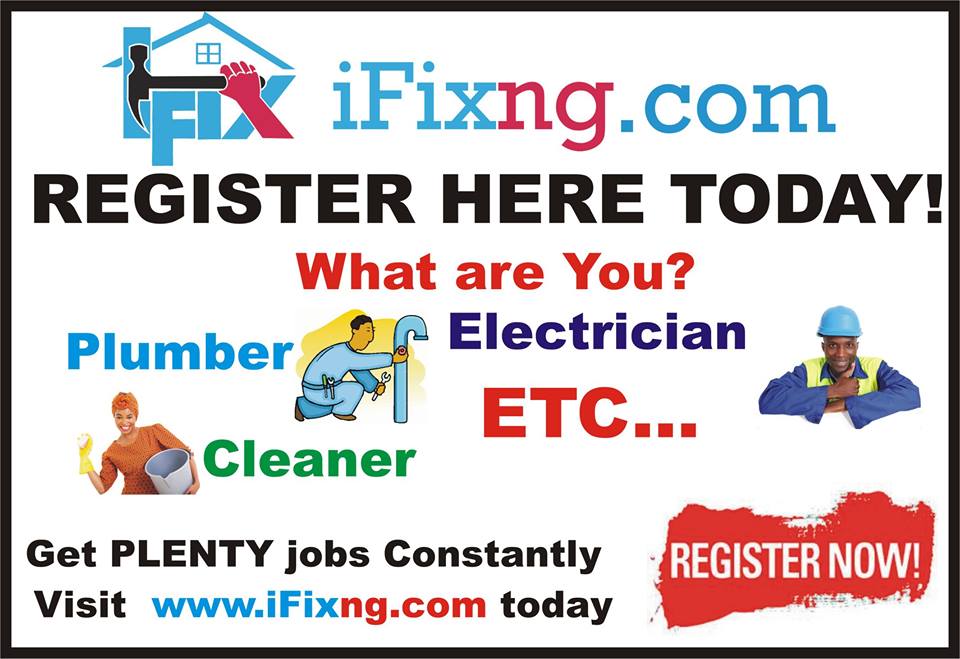 iFIX
iFixng.com
REGISTER HERE TODAY!
What are You?
Plumber
Electrician
ETC...
Cleaner
Get PLENTY jobs Constantly
Visit www.iFixng.com today
REGISTER NOW!